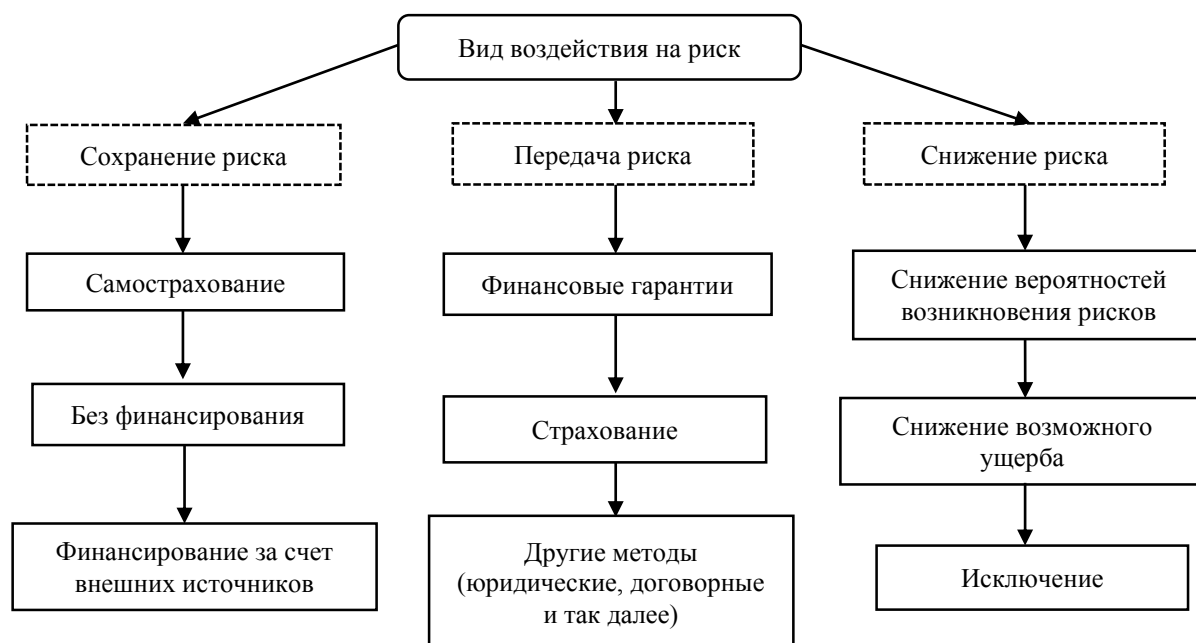 Вид воздействия на риск
Сохранение риска
Передача риска
Снижение риска
Самострахование
Финансовые гарантии
Снижение вероятностей
возникновения рисков
Без финансирования
Страхование
Снижение возможного
ущерба
Финансирование за счет
внешних источников
Другие методы
(юридические, договорные
и так далее)
Исключение